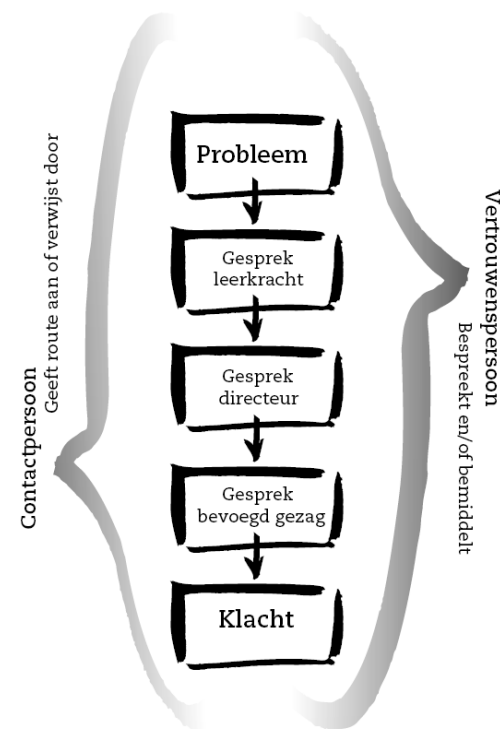 Probleem
Gesprek
leerkracht
Gesprek
directeur
Gesprek
bevoegd gezag
Klacht
Contactpersoon
Geeft route aan of verwijst door
Vertrouwenspersoon
Bespreekt en/of bemiddelt